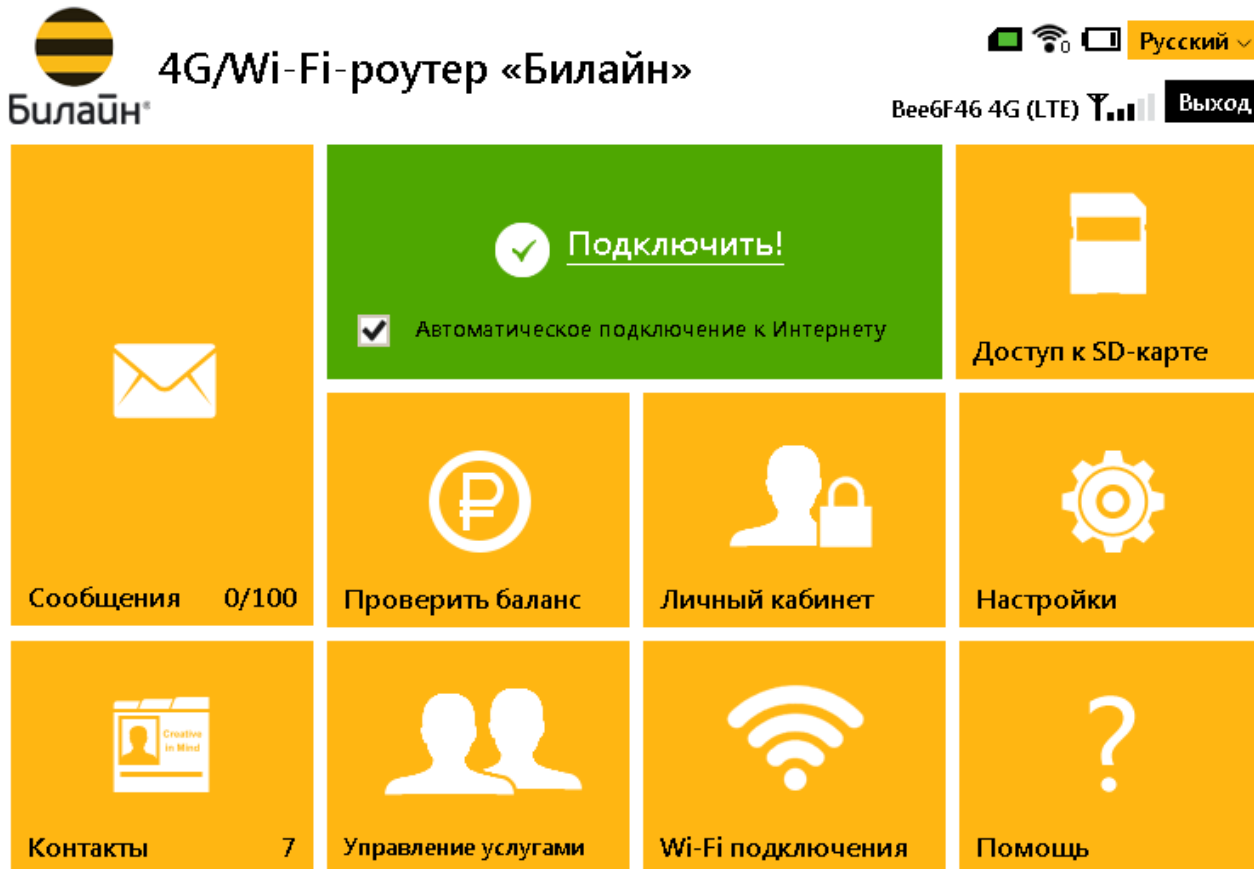 Русский
4G/Wi-Fi-роутер «Билайн»
Билайн®
Bee6F46 4G (LTE)
Выход
0
Подключить!
Автоматическое подключение к Интернету
Доступ к SD-карте
Сообщения 0/100
Проверить баланс
Личный кабинет
Настройки
Creative
in Mind
Контакты 7
Управление услугами
Wi-Fi подключения
Помощь